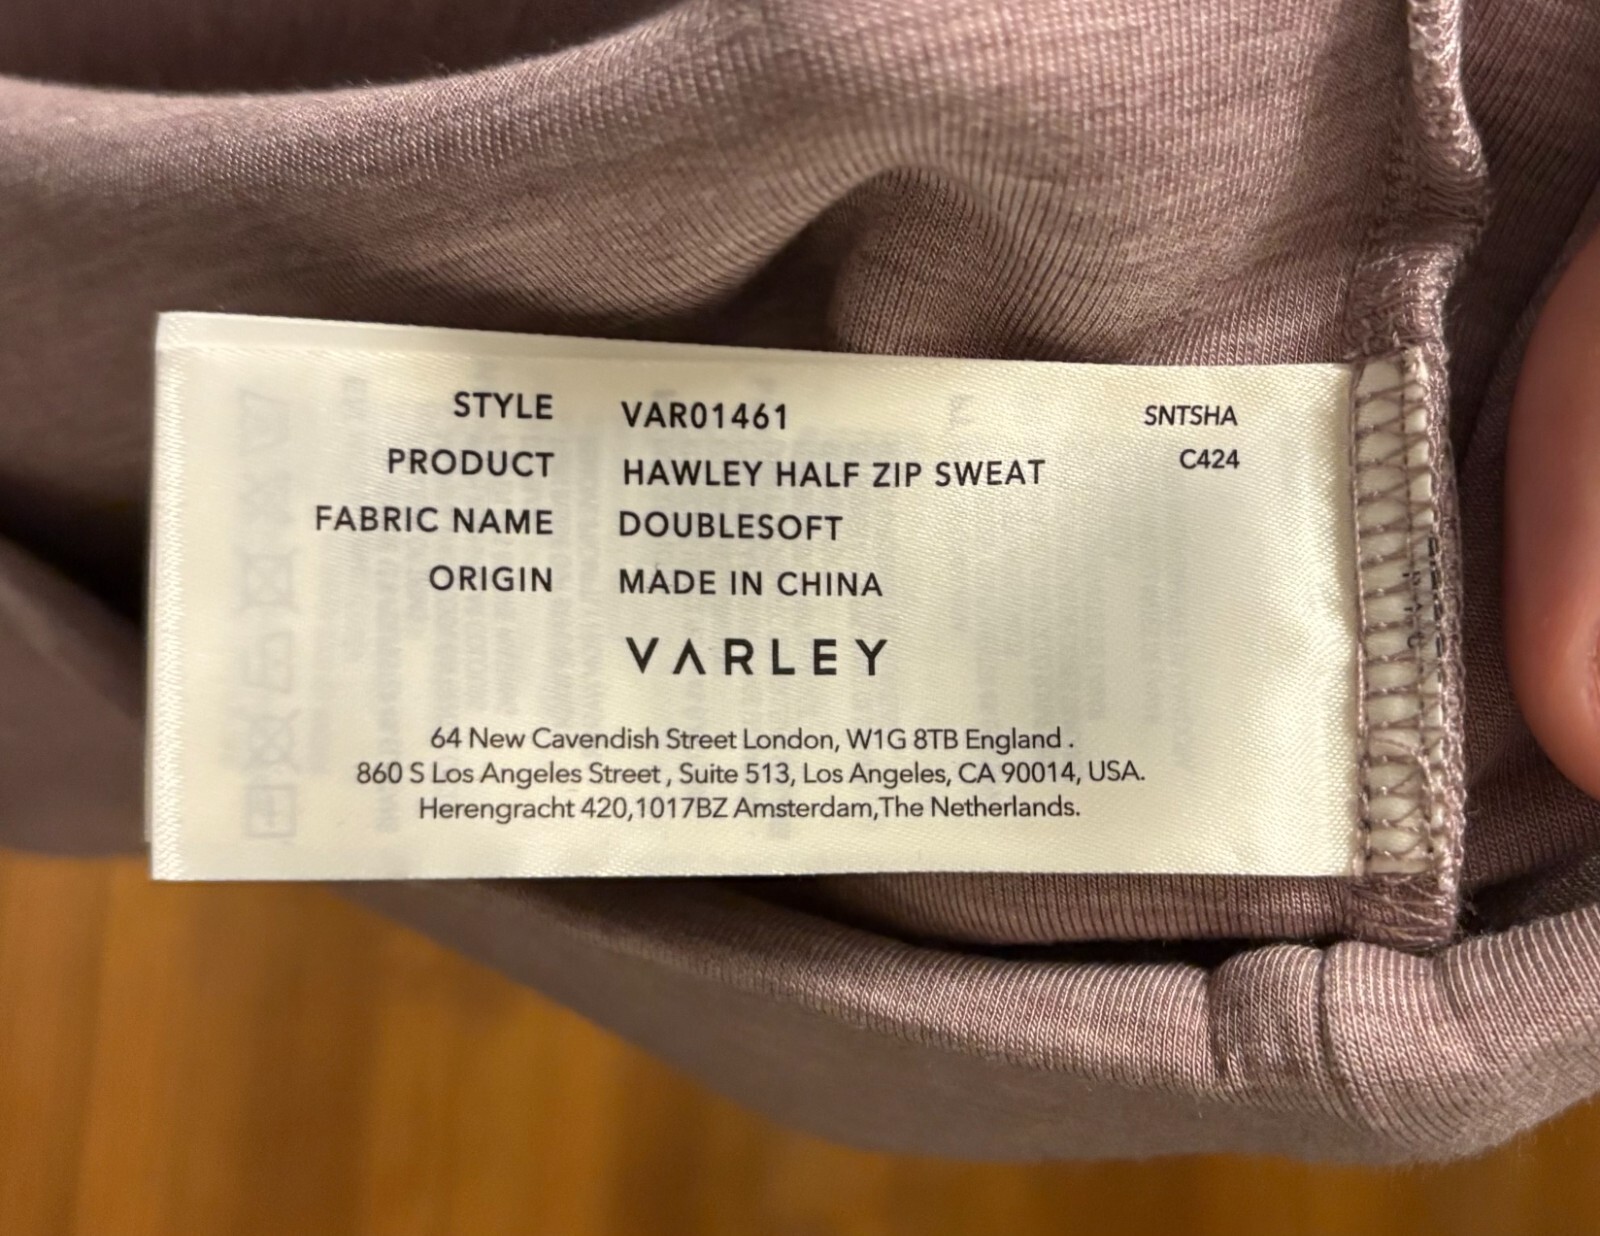 STYLE VAR01461 SNTSHA
PRODUCT HAWLEY HALF ZIP SWEAT C424
FABRIC NAME DOUBLESOFT
ORIGIN MADE IN CHINA
VARLEY
64 New Cavendish Street London, W1G 8TB England .
860 S Los Angeles Street , Suite 513, Los Angeles, CA 90014, USA.
Herengracht 420,1017BZ Amsterdam,The Netherlands.